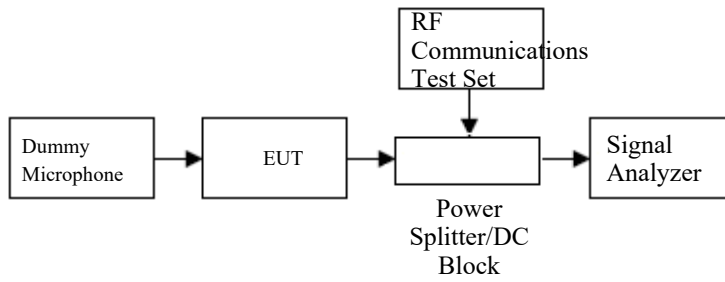 RF
Communications
Test Set
Dummy
Microphone
EUT
Signal
Analyzer
Power
Splitter/DC
Block